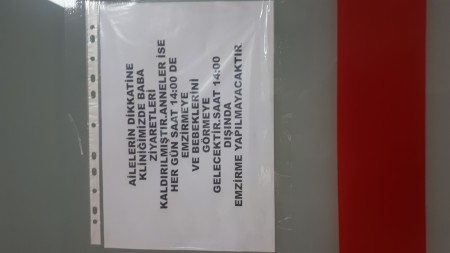 AİLELERİN DİKKATİNE
KLİNİĞİMİZDE BABA
ZİYARETLERİ
KALDIRILMIŞTIR.ANNELER İSE
HER GÜN SAAT 14:00 DE
EMZİRMEYE
VE BEBEKLERİNİ
GÖRMEYE
GELECEKTİR.SAAT 14:00
DIŞINDA
EMZİRME YAPILMAYACAKTIR